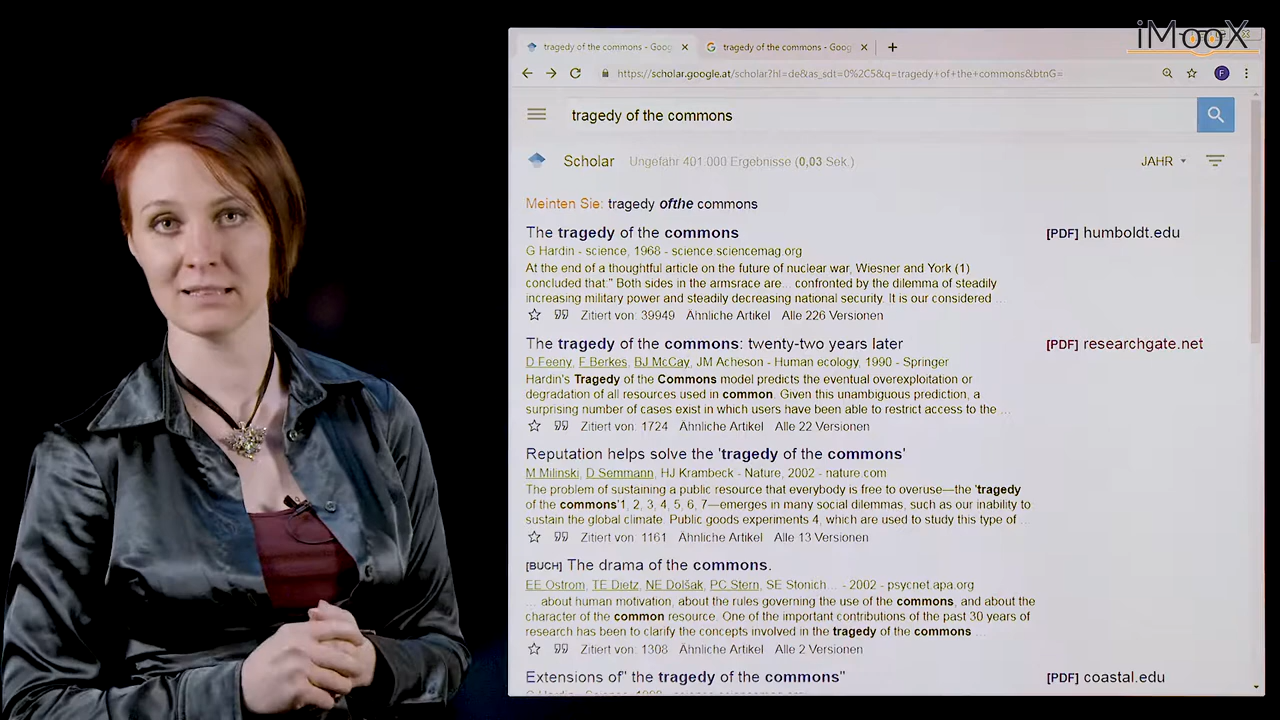 iMooX
tragedy of the commons - Goog
tragedy of the commons - Goog
https://scholar.google.at/scholar?hl=de&as_sdt=0%2C5&q=tragedy+of+the+commons&btnG=
F
tragedy of the commons
Scholar Ungefähr 401.000 Ergebnisse (0,03 Sek.) JAHR
Meinten Sie: tragedy ofthe commons
The tragedy of the commons [PDF] humboldt.edu
G Hardin - science, 1968 - science.sciencemag.org
At the end of a thoughtful article on the future of nuclear war, Wiesner and York (1)
concluded that:" Both sides in the armsrace are… confronted by the dilemma of steadily
increasing military power and steadily decreasing national security. It is our considered …
Zitiert von: 39949 Ähnliche Artikel Alle 226 Versionen
The tragedy of the commons: twenty-two years later [PDF] researchgate.net
D Feeny, F Berkes, BJ McCay, JM Acheson - Human ecology, 1990 - Springer
Hardin's Tragedy of the Commons model predicts the eventual overexploitation or
degradation of all resources used in common. Given this unambiguous prediction, a
surprising number of cases exist in which users have been able to restrict access to the …
Zitiert von: 1724 Ähnliche Artikel Alle 22 Versionen
Reputation helps solve the 'tragedy of the commons'
M Milinski, D Semmann, HJ Krambeck - Nature, 2002 - nature.com
The problem of sustaining a public resource that everybody is free to overuse—the 'tragedy
of the commons'1, 2, 3, 4, 5, 6, 7—emerges in many social dilemmas, such as our inability to
sustain the global climate. Public goods experiments 4, which are used to study this type of…
Zitiert von: 1161 Ähnliche Artikel Alle 13 Versionen
[BUCH] The drama of the commons.
EE Ostrom, TE Dietz, NE Dolšak, PC Stern, SE Stonich… - 2002 - psycnet.apa.org
… about human motivation, about the rules governing the use of the commons, and about the
character of the common resource. One of the important contributions of the past 30 years of
research has been to clarify the concepts involved in the tragedy of the commons …
Zitiert von: 1308 Ähnliche Artikel Alle 2 Versionen
Extensions of" the tragedy of the commons" [PDF] coastal.edu